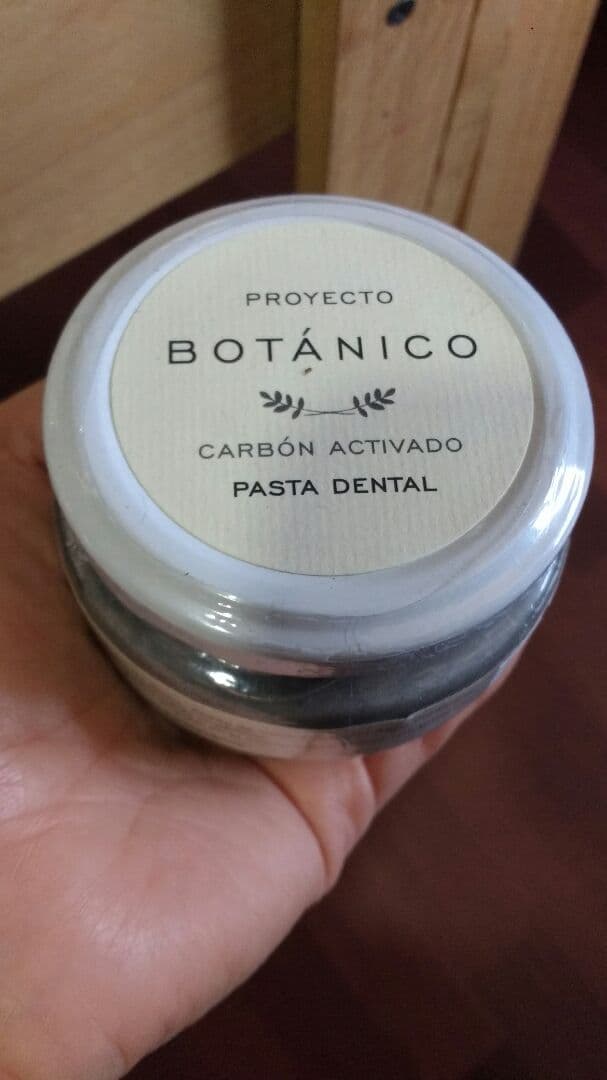 PROYECTO
BOTÁNICO
CARBÓN ACTIVADO
PASTA DENTAL